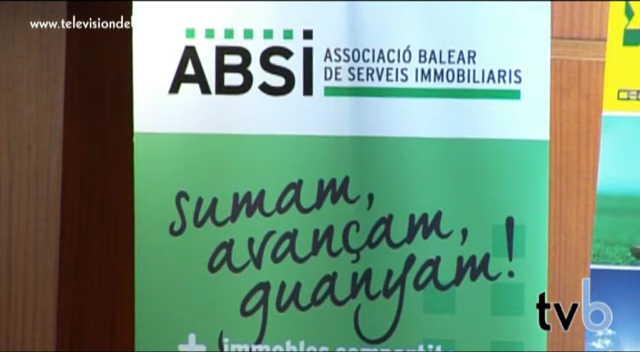 ABSI
ASSOCIACIÓ BALEAR
DE SERVEIS IMMOBILIARIS
sumam,
avançam,
guanyam!
tvb